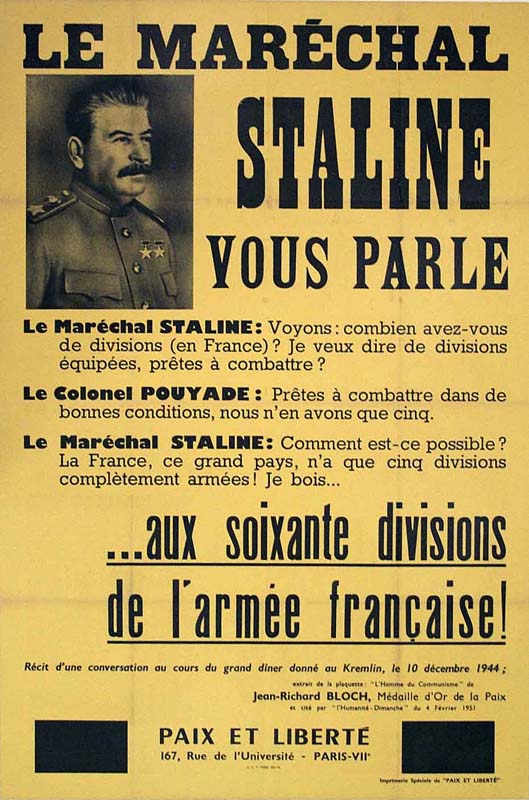 LE MARÉCHAL
STALINE
VOUS PARLE
Le Maréchal STALINE: Voyons: combien avez-vous
de divisions (en France)? Je veux dire de divisions
équipées, prêtes à combattre?
Le Colonel POUYADE: Prêtes à combattre dans de
bonnes conditions, nous n'en avons que cinq.
Le Maréchal STALINE: Comment est-ce possible?
La France, ce grand pays, n'a que cinq divisions
complètement armées! Je bois...
...aux soixante divisions
de l'armée française!
Récit d'une conversation au cours du grand dîner donné au Kremlin, le 10 décembre 1944;
extrait de la plaquette: "L'Homme du Communisme" de
Jean-Richard BLOCH, Médaille d'Or de la Paix
et cité par "l'Humanité-Dimanche" du 4 Février 1951
PAIX ET LIBERTÉ
167, Rue de l'Université - PARIS-VIIe
Imprimerie Spéciale de "PAIX ET LIBERTÉ"